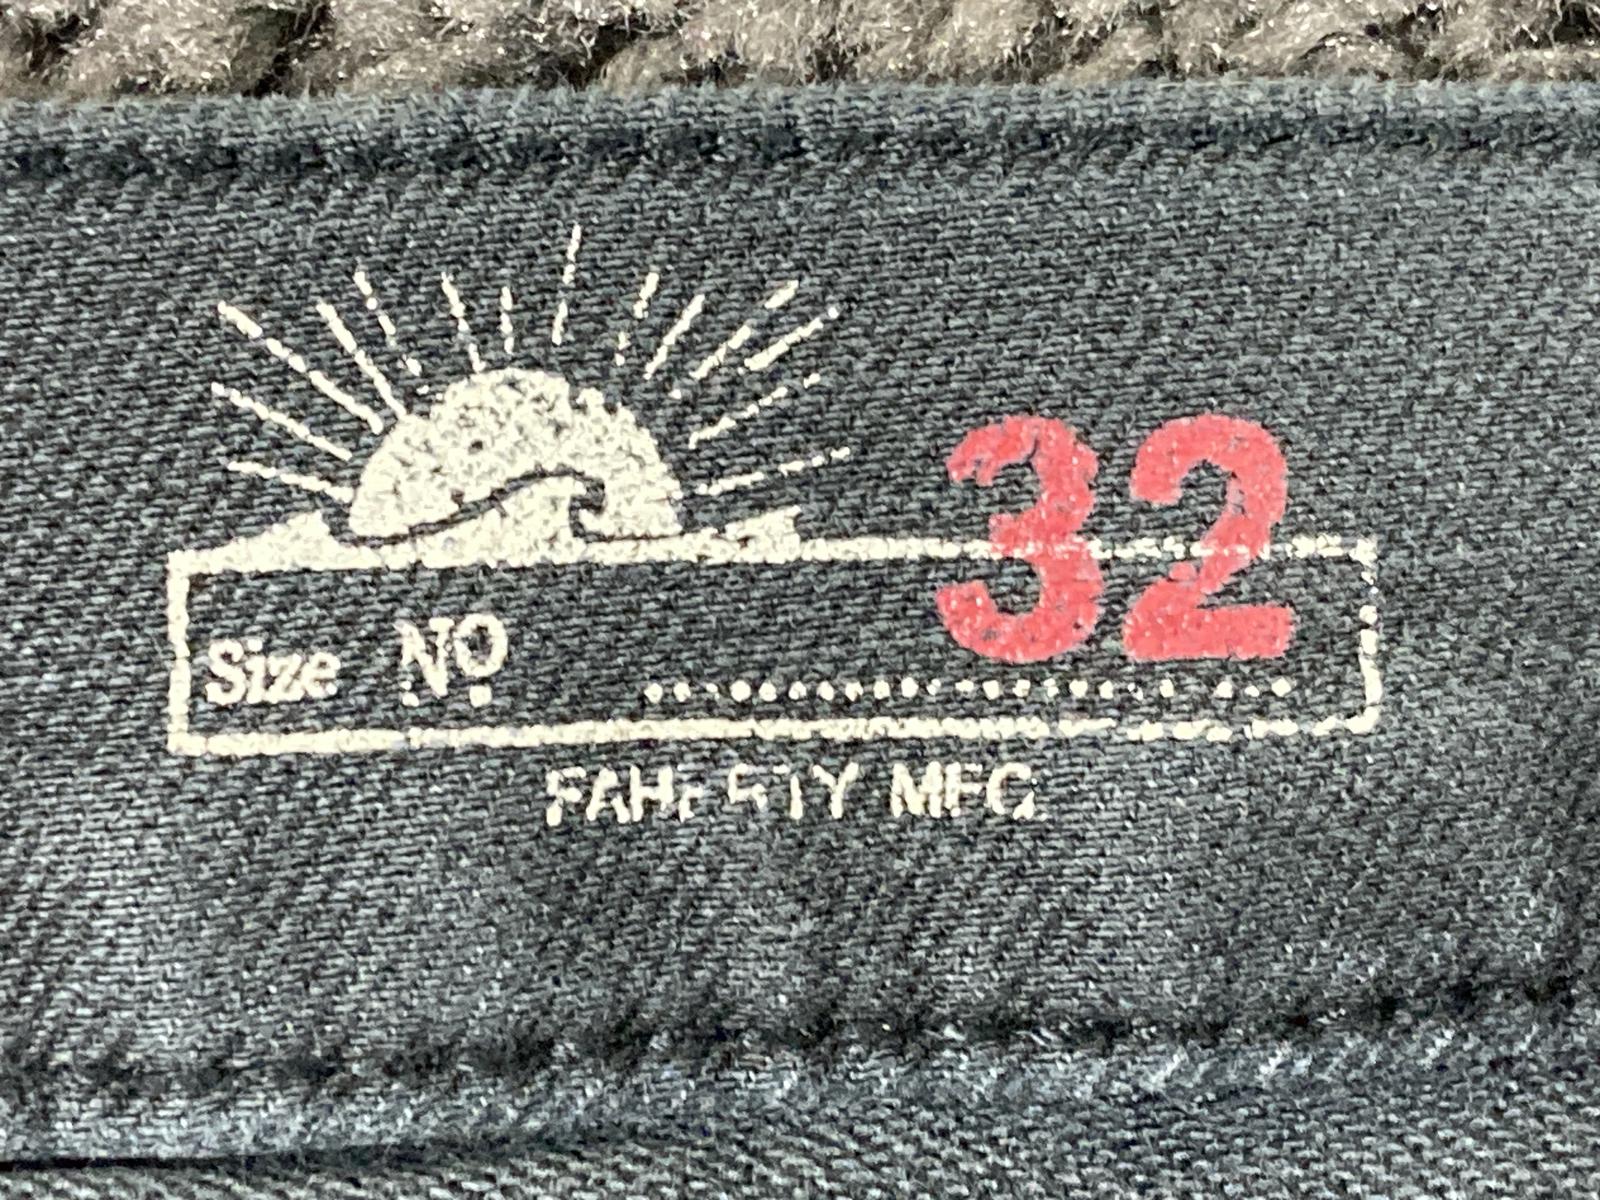 32
Size No
FAHERTY MFG.